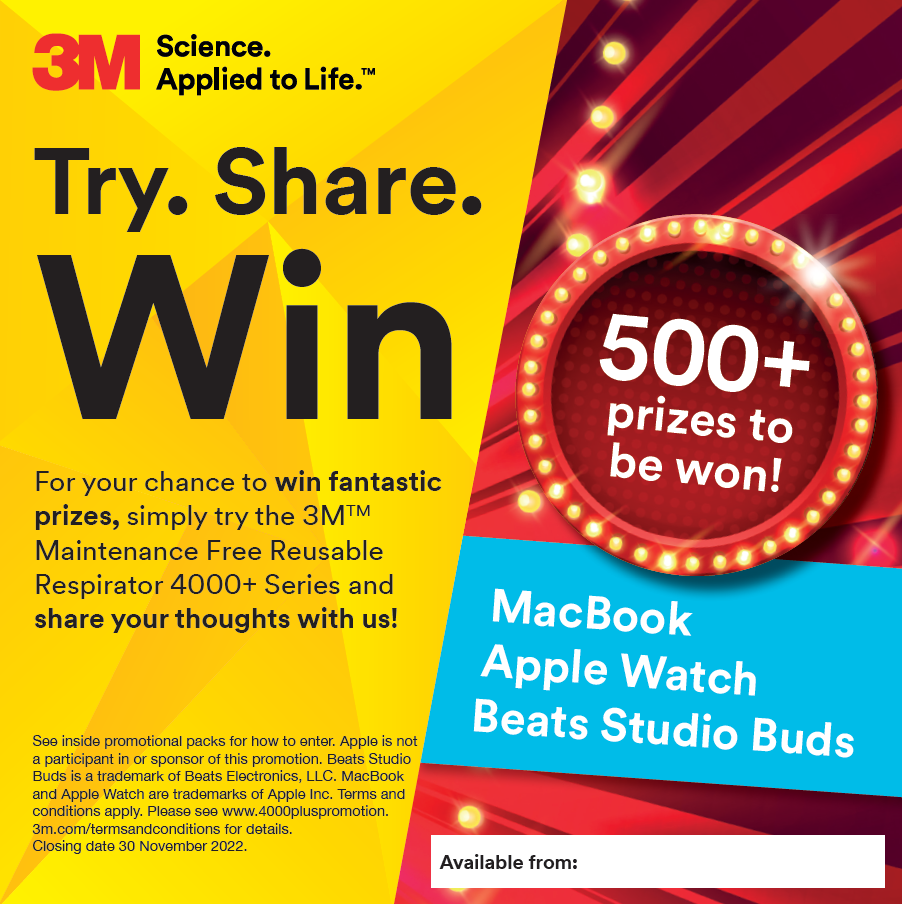 3M Science.
Applied to Life.™
Try. Share.
Win
For your chance to win fantastic
prizes, simply try the 3M™
Maintenance Free Reusable
Respirator 4000+ Series and
share your thoughts with us!
500+
prizes to
be won!
MacBook
Apple Watch
Beats Studio Buds
See inside promotional packs for how to enter. Apple is not
a participant in or sponsor of this promotion. Beats Studio
Buds is a trademark of Beats Electronics, LLC. MacBook
and Apple Watch are trademarks of Apple Inc. Terms and
conditions apply. Please see www.4000pluspromotion.
3m.com/termsandconditions for details.
Closing date 30 November 2022.
Available from: